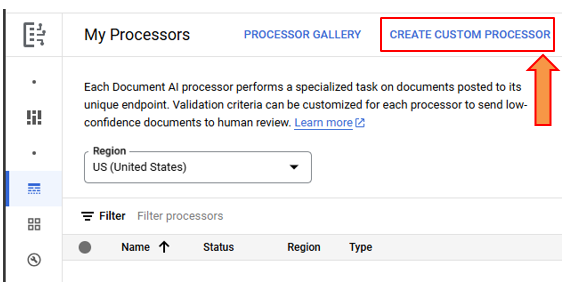 My Processors PROCESSOR GALLERY CREATE CUSTOM PROCESSOR
Each Document AI processor performs a specialized task on documents posted to its
unique endpoint. Validation criteria can be customized for each processor to send low-
confidence documents to human review. Learn more
Region
US (United States)
Filter Filter processors
Name Status Region Type